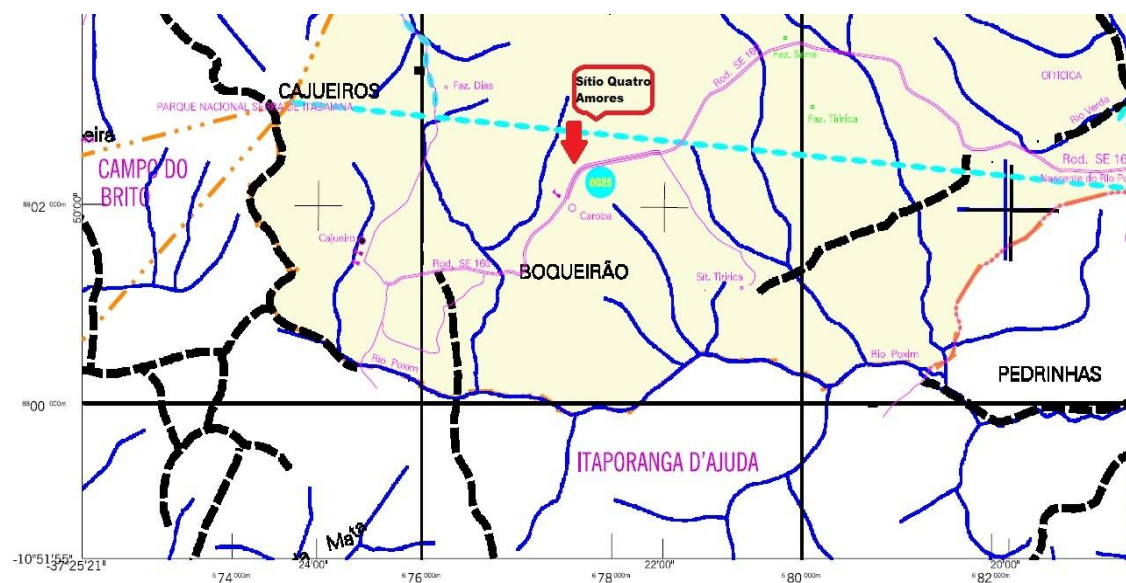 Sítio Quatro
Amores
Faz. Serra
Rod. SE 160
OITICICA
Faz. Dias
CAJUEIROS
PARQUE NACIONAL SERRA DE ITABAIANA
Faz. Tiririca
Rio Verda
eira
CAMPO DO
BRITO
Rod. SE 16
Nascente do Rio Po
0025
⁸⁸02 ⁰⁰⁰m
50'00"
Caroba
Cajueiro
Rod. SE 160
BOQUEIRÃO
Sít. Tiririca
Rio Poxim
Rio Poxim
PEDRINHAS
⁸⁸00 ⁰⁰⁰m
ITAPORANGA D'AJUDA
Mata
-10°51'55"
-37°25'21"
24'00"
22'00"
20'00"
⁶74 ⁰⁰⁰m
⁶76 ⁰⁰⁰m
⁶78 ⁰⁰⁰m
⁶80 ⁰⁰⁰m
⁶82 ⁰⁰⁰m